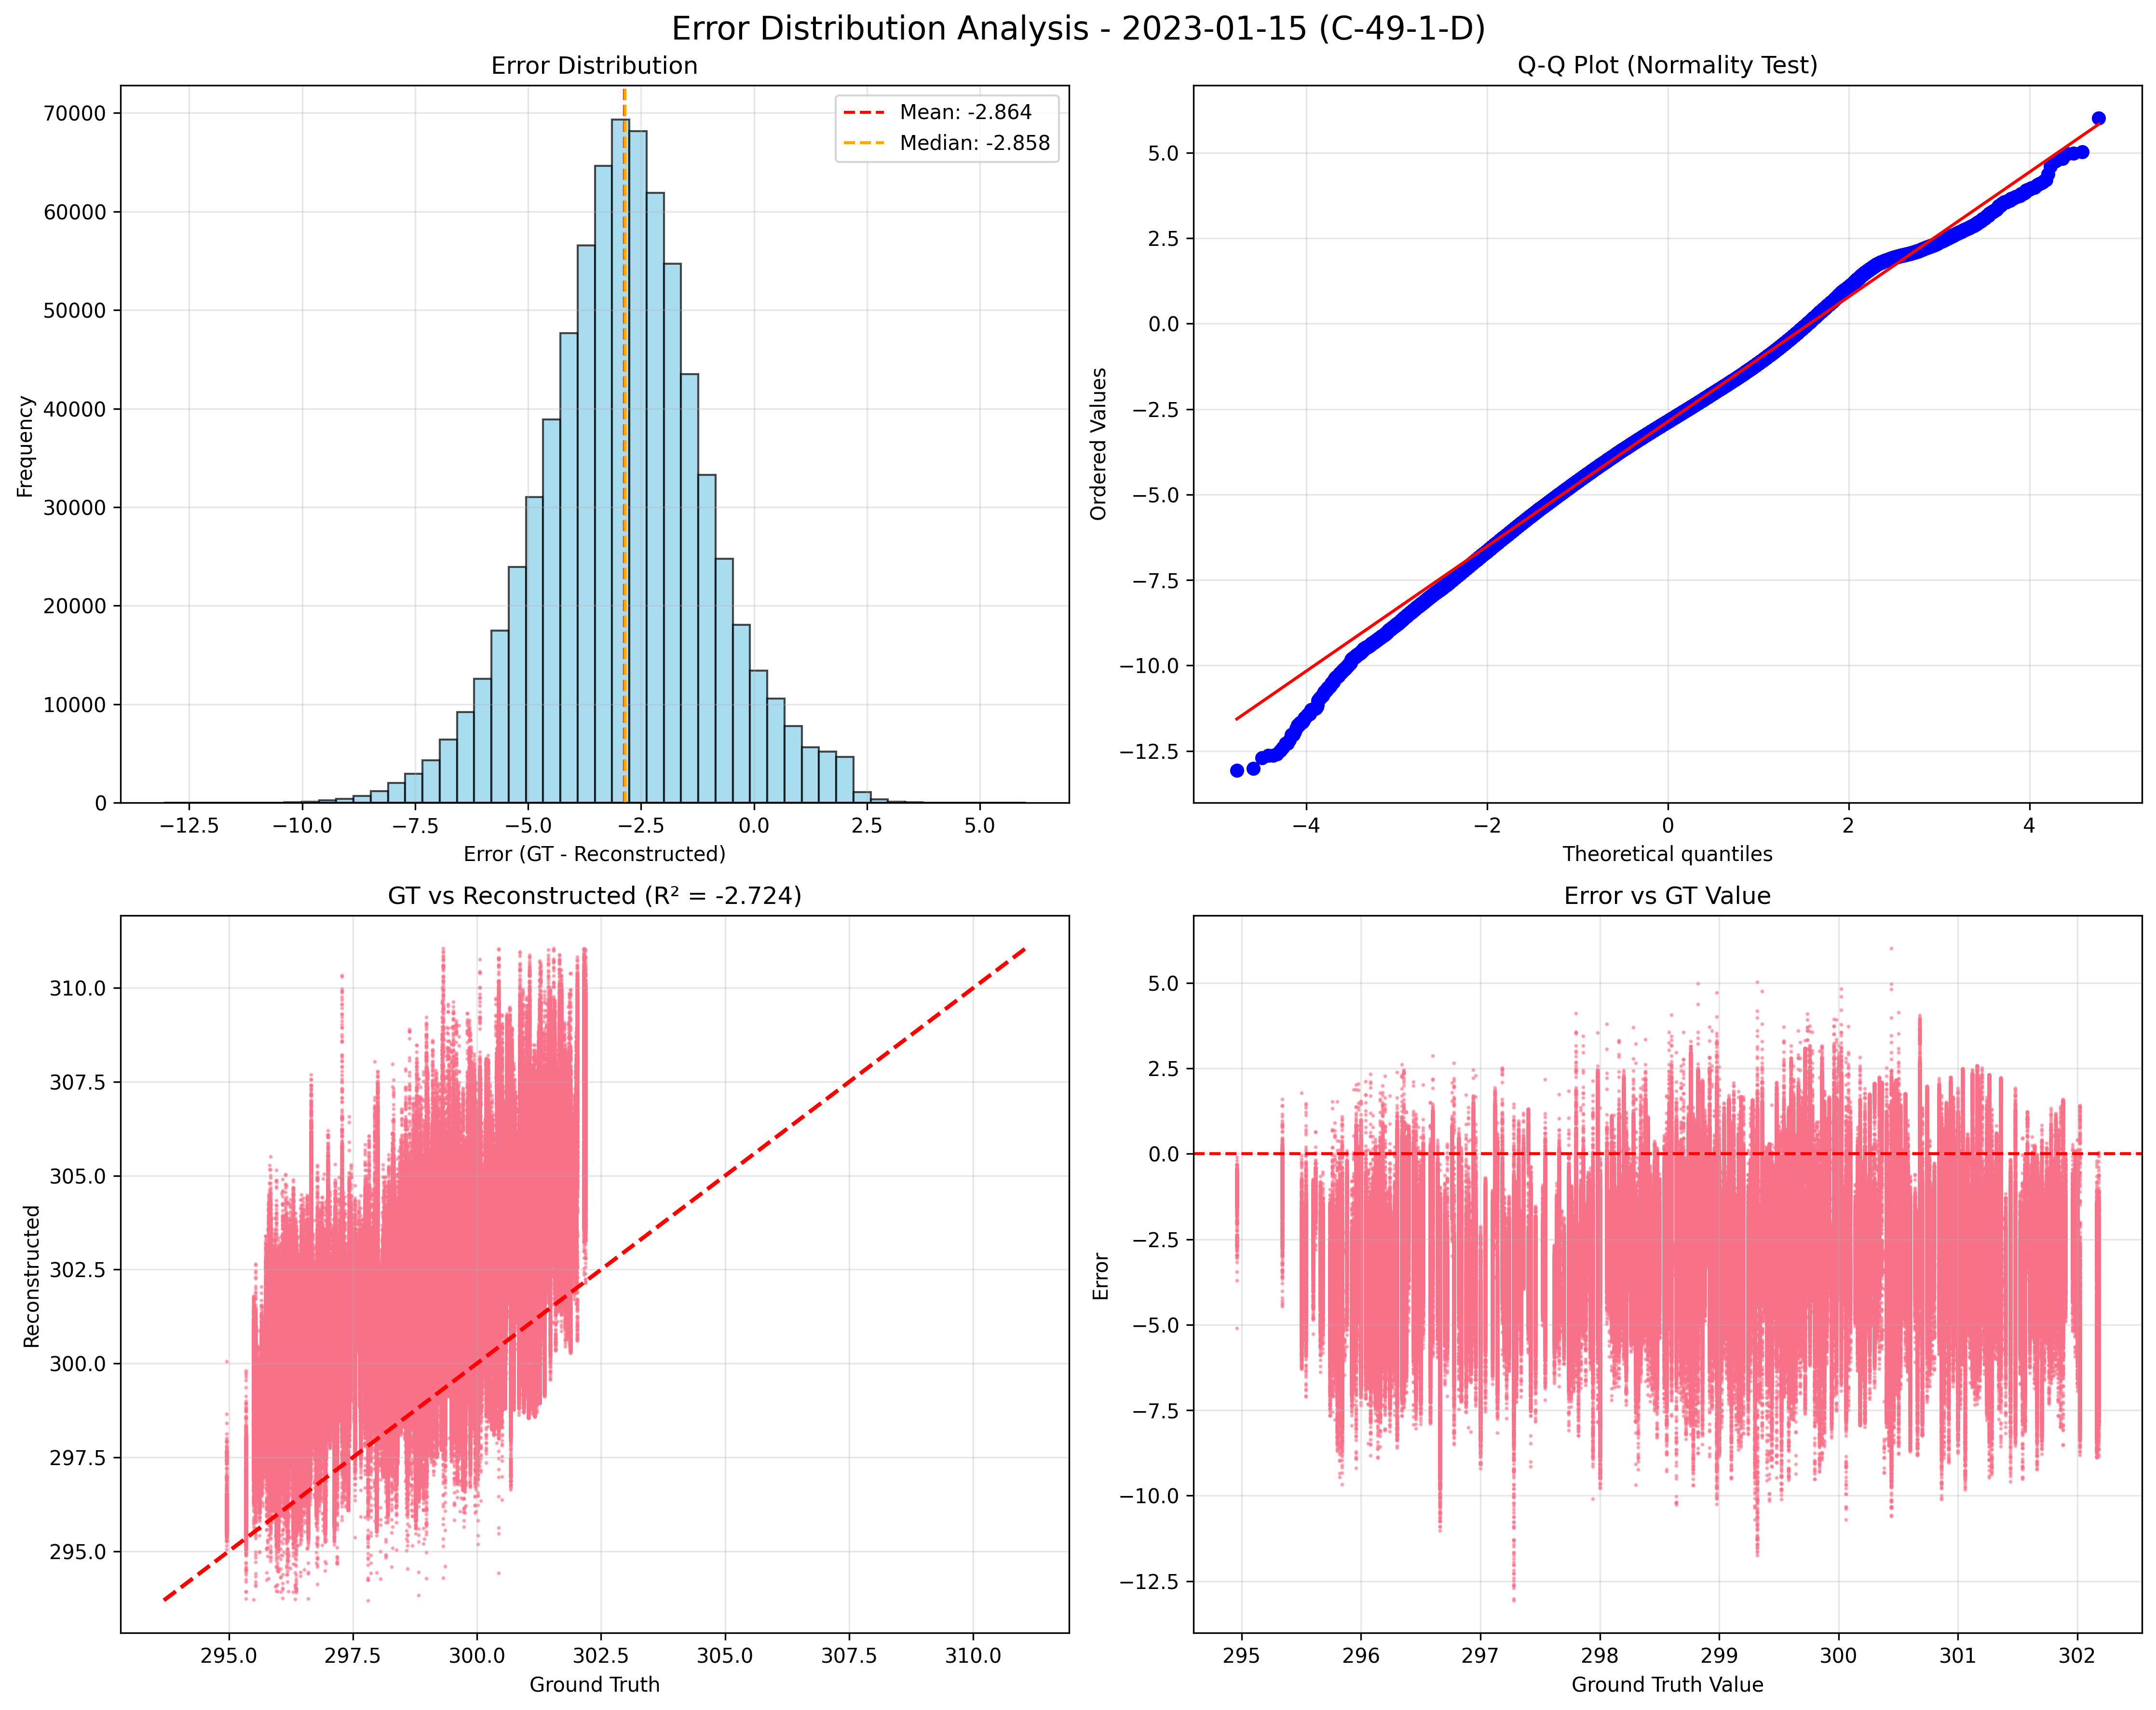 Error Distribution Analysis - 2023-01-15 (C-49-1-D)
Error Distribution
Mean: -2.864
Median: -2.858
70000
60000
50000
40000
30000
20000
10000
0
Frequency
−12.5 −10.0 −7.5 −5.0 −2.5 0.0 2.5 5.0
Error (GT - Reconstructed)
Q-Q Plot (Normality Test)
5.0
2.5
0.0
−2.5
−5.0
−7.5
−10.0
−12.5
Ordered Values
−4 −2 0 2 4
Theoretical quantiles
GT vs Reconstructed (R² = -2.724)
310.0
307.5
305.0
302.5
300.0
297.5
295.0
Reconstructed
295.0 297.5 300.0 302.5 305.0 307.5 310.0
Ground Truth
Error vs GT Value
5.0
2.5
0.0
−2.5
−5.0
−7.5
−10.0
−12.5
Error
295 296 297 298 299 300 301 302
Ground Truth Value